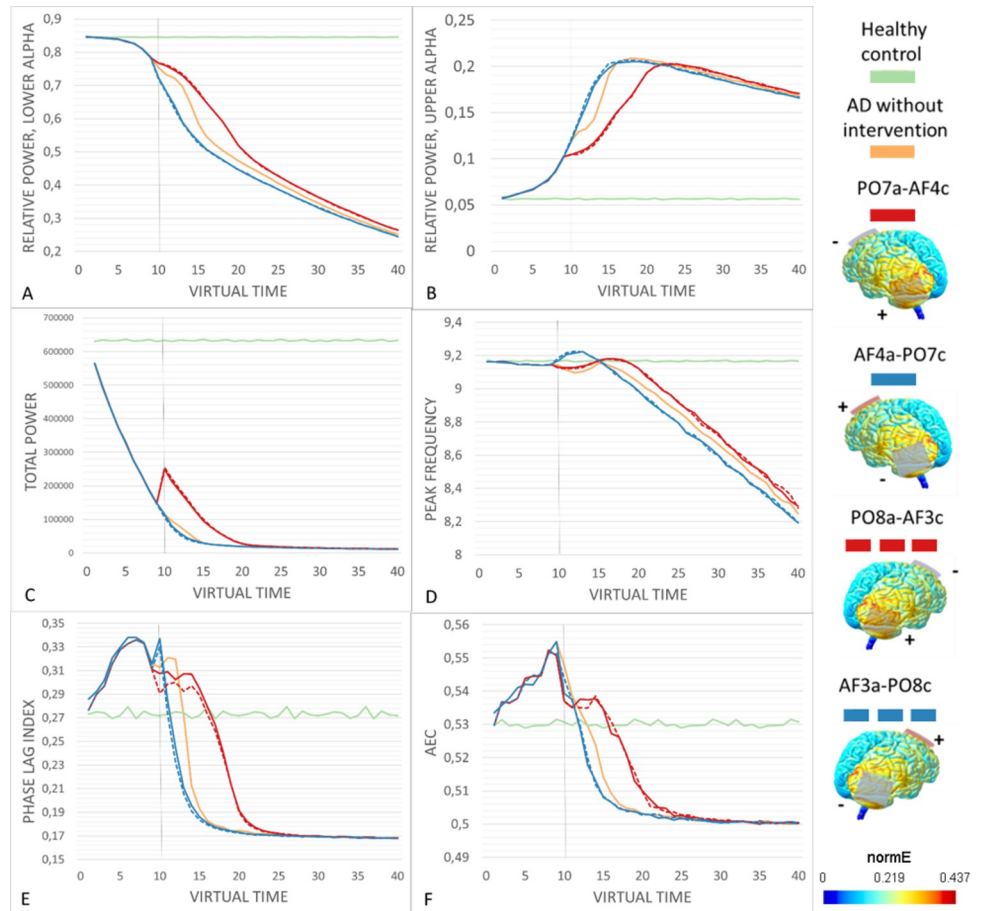 0,9
0,8
0,7
0,6
0,5
0,4
0,3
0,2
RELATIVE POWER, LOWER ALPHA
0 5 10 15 20 25 30 35 40
A VIRTUAL TIME
0,25
0,2
0,15
0,1
0,05
0
RELATIVE POWER, UPPER ALPHA
0 5 10 15 20 25 30 35 40
B VIRTUAL TIME
700000
600000
500000
400000
300000
200000
100000
0
TOTAL POWER
0 5 10 15 20 25 30 35 40
C VIRTUAL TIME
9,4
9,2
9
8,8
8,6
8,4
8,2
8
PEAK FREQUENCY
0 5 10 15 20 25 30 35 40
D VIRTUAL TIME
0,35
0,33
0,31
0,29
0,27
0,25
0,23
0,21
0,19
0,17
0,15
PHASE LAG INDEX
0 5 10 15 20 25 30 35 40
E VIRTUAL TIME
0,56
0,55
0,54
0,53
0,52
0,51
0,5
0,49
AEC
0 5 10 15 20 25 30 35 40
F VIRTUAL TIME
Healthy
control
AD without
intervention
PO7a-AF4c
-
+
AF4a-PO7c
+
-
PO8a-AF3c
-
+
AF3a-PO8c
+
-
normE
0 0.219 0.437